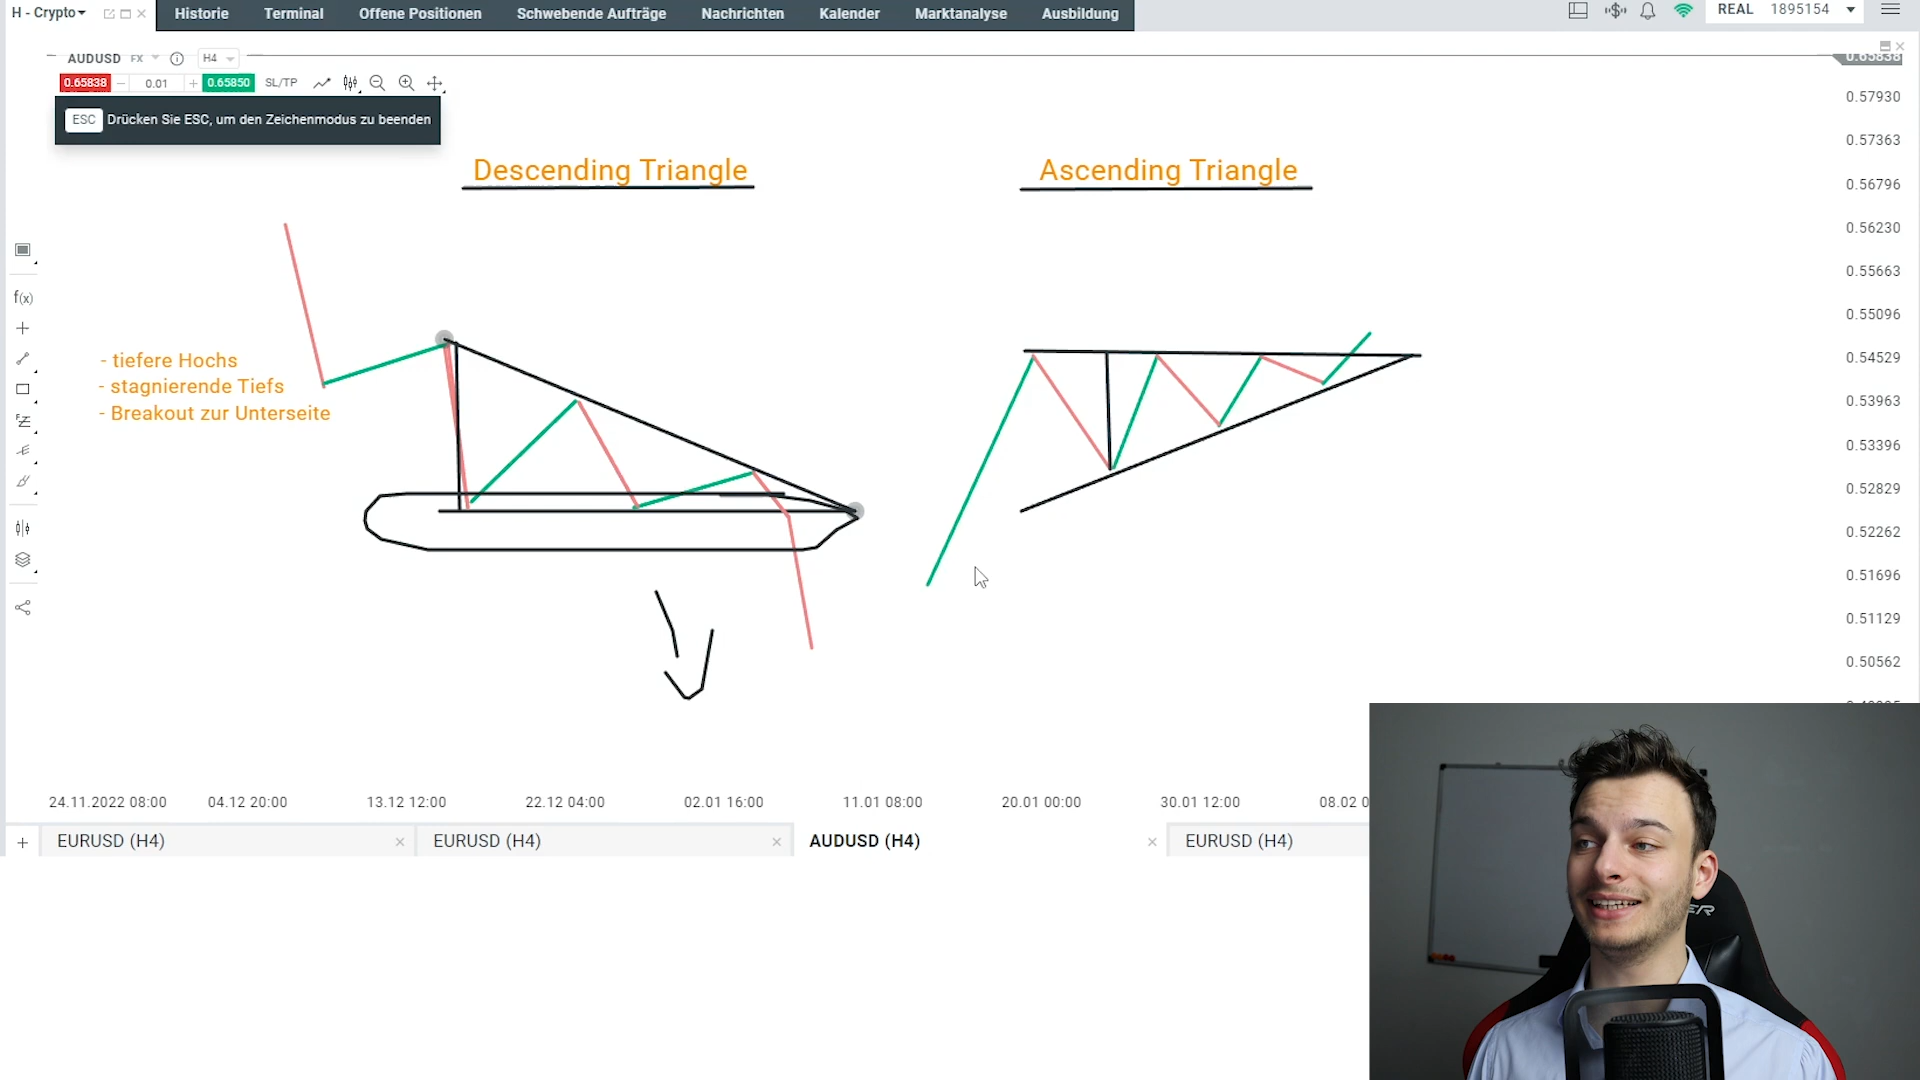 H - Crypto
Historie
Terminal
Offene Positionen
Schwebende Aufträge
Nachrichten
Kalender
Marktanalyse
Ausbildung
REAL 1895154
AUDUSD FX H4
0.65838 0.01 0.65850 SL/TP
ESC Drücken Sie ESC, um den Zeichenmodus zu beenden
Descending Triangle
Ascending Triangle
- tiefere Hochs
- stagnierende Tiefs
- Breakout zur Unterseite
f(x)
0.65838
0.57930
0.57363
0.56796
0.56230
0.55663
0.55096
0.54529
0.53963
0.53396
0.52829
0.52262
0.51696
0.51129
0.50562
24.11.2022 08:00
04.12 20:00
13.12 12:00
22.12 04:00
02.01 16:00
11.01 08:00
20.01 00:00
30.01 12:00
08.02 0
EURUSD (H4)
EURUSD (H4)
AUDUSD (H4)
EURUSD (H4)